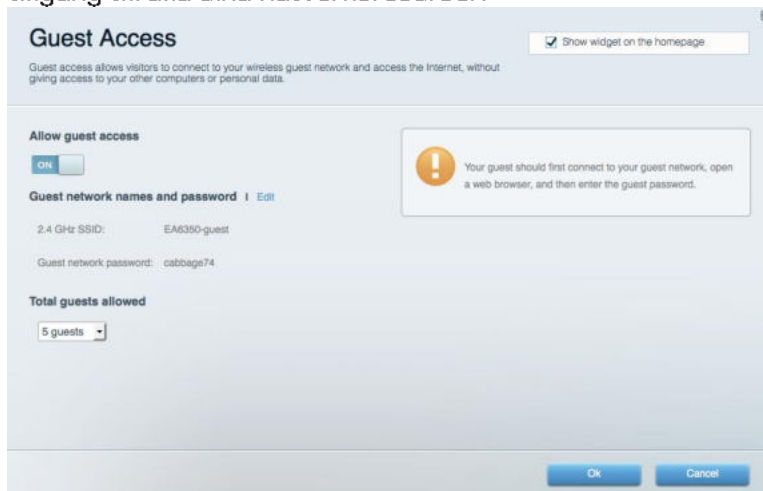 Guest Access
Show widget on the homepage
Guest access allows visitors to connect to your wireless guest network and access the Internet, without
giving access to your other computers or personal data.
Allow guest access
ON
Your guest should first connect to your guest network, open
a web browser, and then enter the guest password.
Guest network names and password | Edit
2.4 GHz SSID: EA6350-guest
Guest network password: cabbage74
Total guests allowed
5 guests
Ok
Cancel